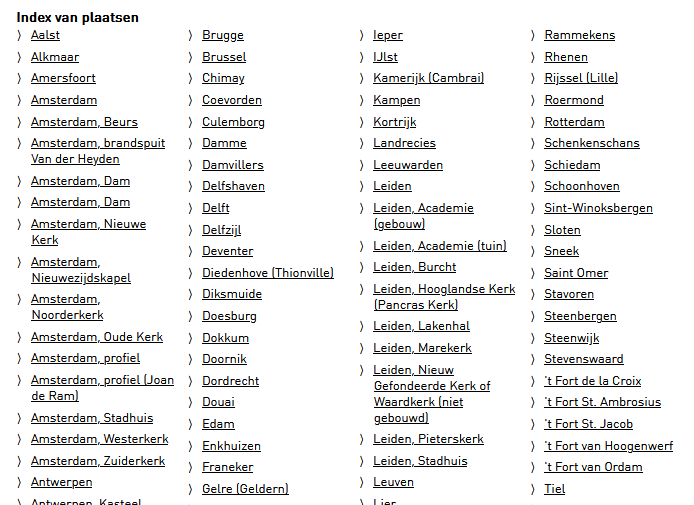 Index van plaatsen
⟩ Aalst
⟩ Alkmaar
⟩ Amersfoort
⟩ Amsterdam
⟩ Amsterdam, Beurs
⟩ Amsterdam, brandspuit
Van der Heyden
⟩ Amsterdam, Dam
⟩ Amsterdam, Dam
⟩ Amsterdam, Nieuwe
Kerk
⟩ Amsterdam,
Nieuwezijdskapel
⟩ Amsterdam,
Noorderkerk
⟩ Amsterdam, Oude Kerk
⟩ Amsterdam, profiel
⟩ Amsterdam, profiel (Joan
de Ram)
⟩ Amsterdam, Stadhuis
⟩ Amsterdam, Westerkerk
⟩ Amsterdam, Zuiderkerk
⟩ Antwerpen
⟩ Antwerpen, Kasteel
⟩ Brugge
⟩ Brussel
⟩ Chimay
⟩ Coevorden
⟩ Culemborg
⟩ Damme
⟩ Damvillers
⟩ Delfshaven
⟩ Delft
⟩ Delfzijl
⟩ Deventer
⟩ Diedenhove (Thionville)
⟩ Diksmuide
⟩ Doesburg
⟩ Dokkum
⟩ Doornik
⟩ Dordrecht
⟩ Douai
⟩ Edam
⟩ Enkhuizen
⟩ Franeker
⟩ Gelre (Geldern)
⟩ Ieper
⟩ IJlst
⟩ Kamerijk (Cambrai)
⟩ Kampen
⟩ Kortrijk
⟩ Landrecies
⟩ Leeuwarden
⟩ Leiden
⟩ Leiden, Academie
(gebouw)
⟩ Leiden, Academie (tuin)
⟩ Leiden, Burcht
⟩ Leiden, Hooglandse Kerk
(Pancras Kerk)
⟩ Leiden, Lakenhal
⟩ Leiden, Marekerk
⟩ Leiden, Nieuw
Gefondeerde Kerk of
Waardkerk (niet
gebouwd)
⟩ Leiden, Pieterskerk
⟩ Leiden, Stadhuis
⟩ Leuven
⟩ Lier
⟩ Rammekens
⟩ Rhenen
⟩ Rijssel (Lille)
⟩ Roermond
⟩ Rotterdam
⟩ Schenkenschans
⟩ Schiedam
⟩ Schoonhoven
⟩ Sint-Winoksbergen
⟩ Sloten
⟩ Sneek
⟩ Saint Omer
⟩ Stavoren
⟩ Steenbergen
⟩ Steenwijk
⟩ Stevenswaard
⟩ 't Fort de la Croix
⟩ 't Fort St. Ambrosius
⟩ 't Fort St. Jacob
⟩ 't Fort van Hoogenwerf
⟩ 't Fort van Ordam
⟩ Tiel